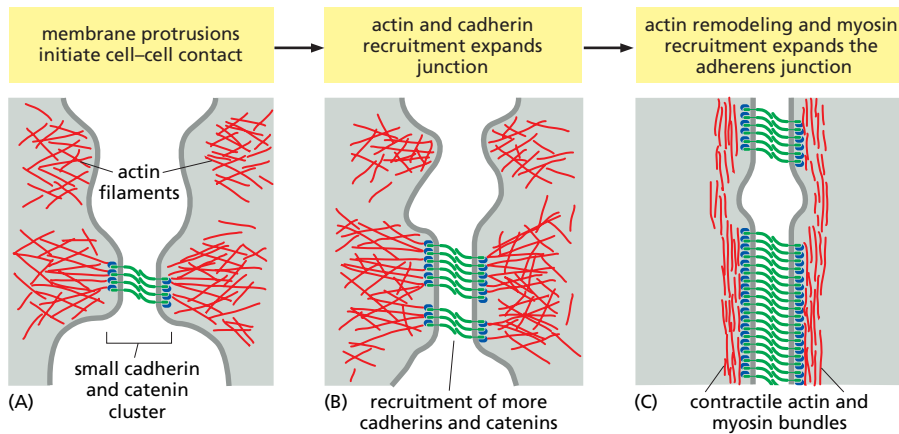 membrane protrusions
initiate cell–cell contact
actin and cadherin
recruitment expands
junction
actin remodeling and myosin
recruitment expands the
adherens junction
actin
filaments
small cadherin
and catenin
cluster
(A)
recruitment of more
cadherins and catenins
(B)
contractile actin and
myosin bundles
(C)